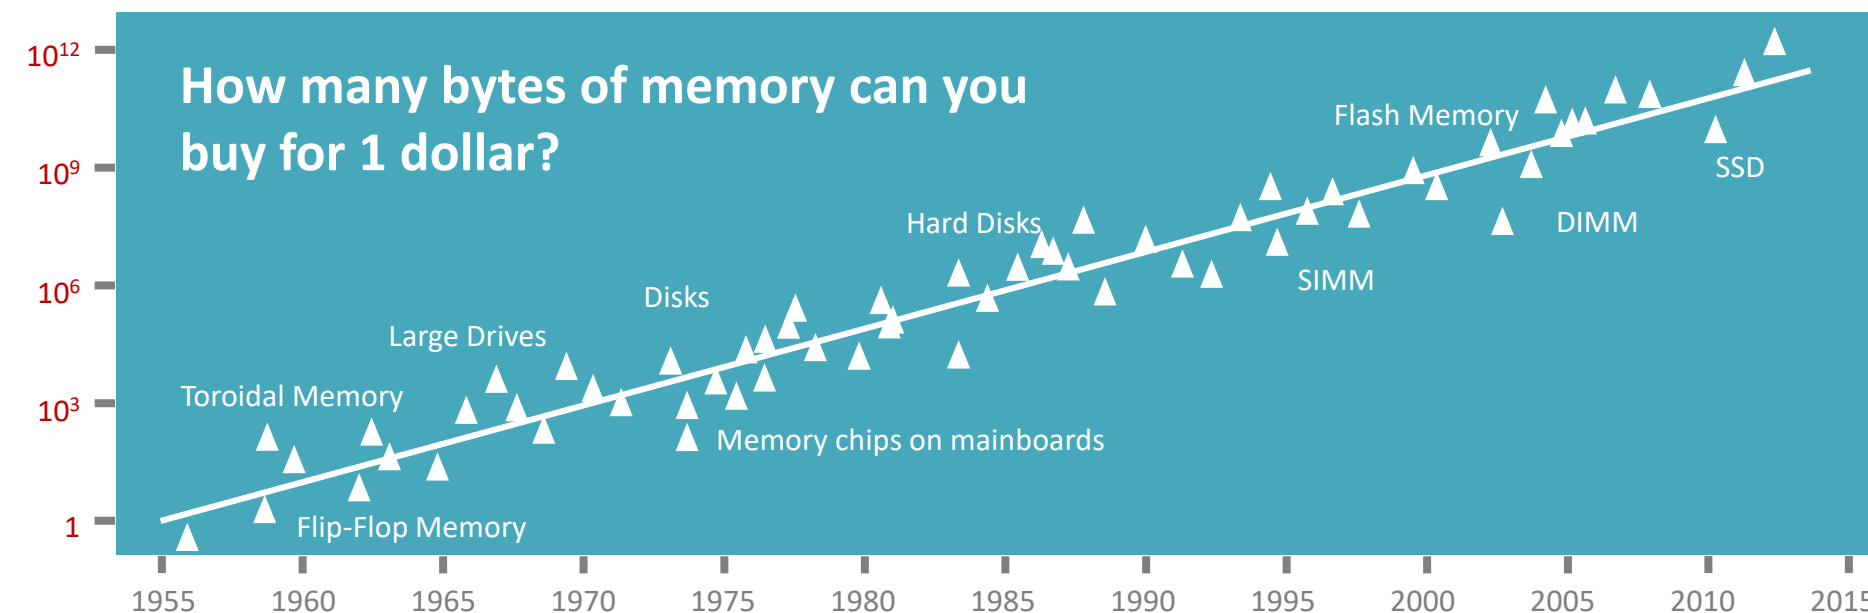 10¹²
How many bytes of memory can you
buy for 1 dollar?
Flash Memory
10⁹
SSD
Hard Disks
DIMM
10⁶
SIMM
Disks
Large Drives
Toroidal Memory
10³
Memory chips on mainboards
1
Flip-Flop Memory
1955 1960 1965 1970 1975 1980 1985 1990 1995 2000 2005 2010 2015